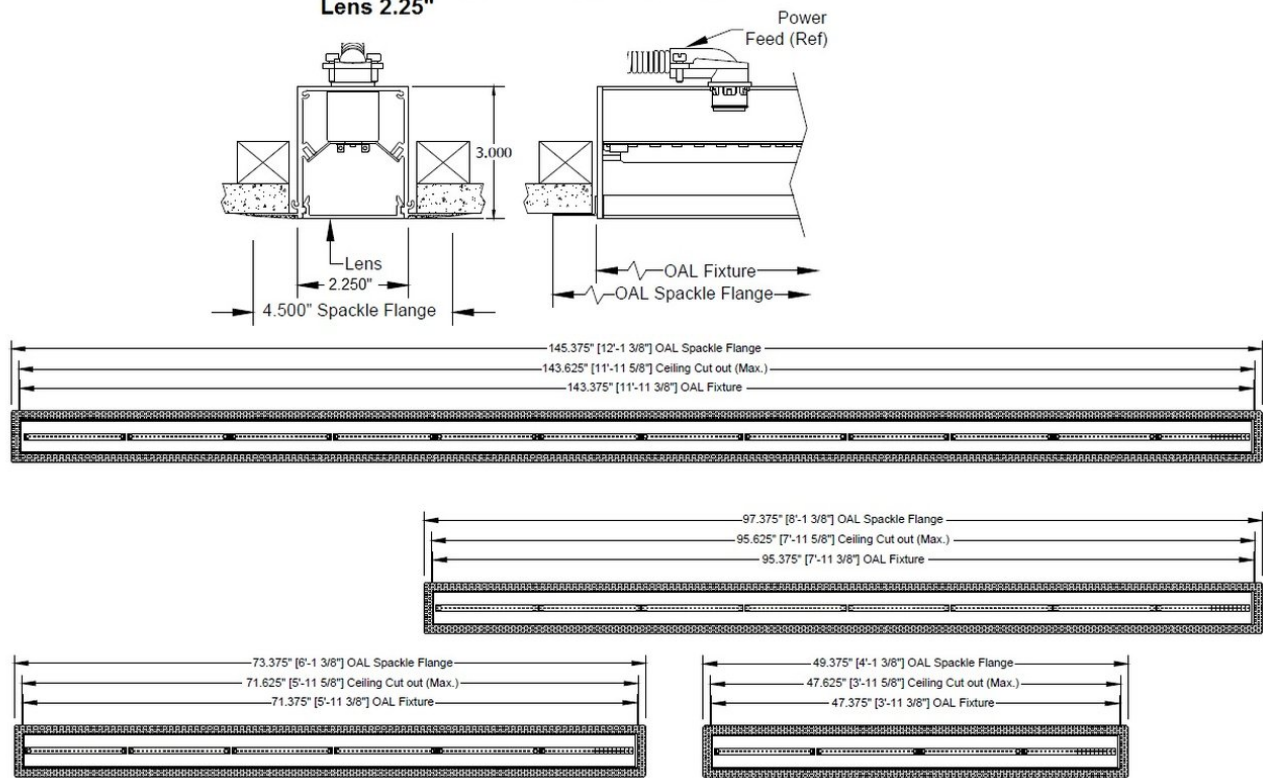 Lens 2.25"
Power
Feed (Ref)
3.000
Lens
2.250"
4.500" Spackle Flange
OAL Fixture
OAL Spackle Flange
145.375" [12'-1 3/8"] OAL Spackle Flange
143.625" [11'-11 5/8"] Ceiling Cut out (Max.)
143.375" [11'-11 3/8"] OAL Fixture
97.375" [8'-1 3/8"] OAL Spackle Flange
95.625" [7'-11 5/8"] Ceiling Cut out (Max.)
95.375" [7'-11 3/8"] OAL Fixture
73.375" [6'-1 3/8"] OAL Spackle Flange
71.625" [5'-11 5/8"] Ceiling Cut out (Max.)
71.375" [5'-11 3/8"] OAL Fixture
49.375" [4'-1 3/8"] OAL Spackle Flange
47.625" [3'-11 5/8"] Ceiling Cut out (Max.)
47.375" [3'-11 3/8"] OAL Fixture